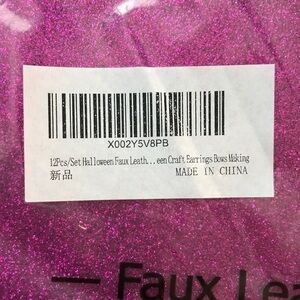 X002Y5V8PB
12Pcs/Set Halloween Faux Leath...een Craft Earrings Bows Making
新品 MADE IN CHINA
— Faux Lea